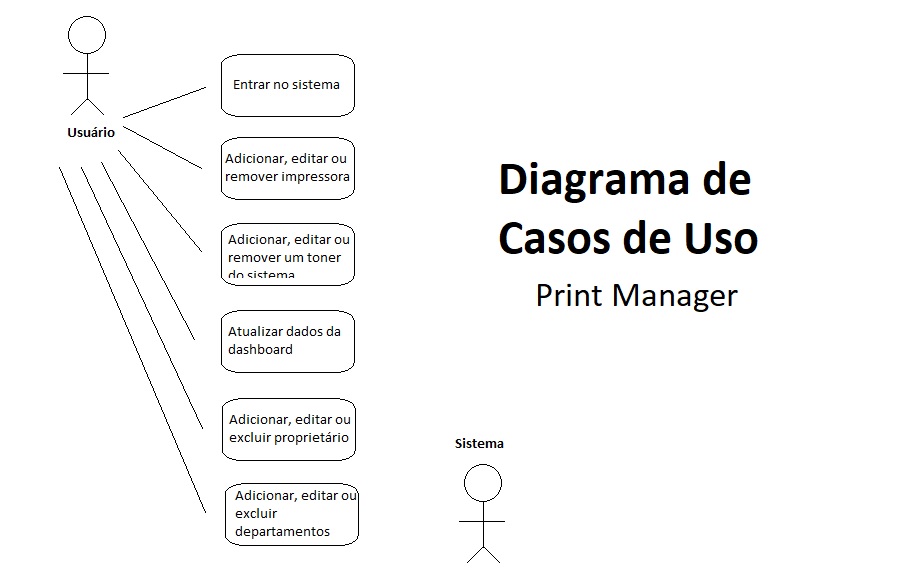 Usuário
Entrar no sistema
Adicionar, editar ou
remover impressora
Adicionar, editar ou
remover um toner
do sistema
Atualizar dados da
dashboard
Adicionar, editar ou
excluir proprietário
Adicionar, editar ou
excluir
departamentos
Diagrama de
Casos de Uso
Print Manager
Sistema